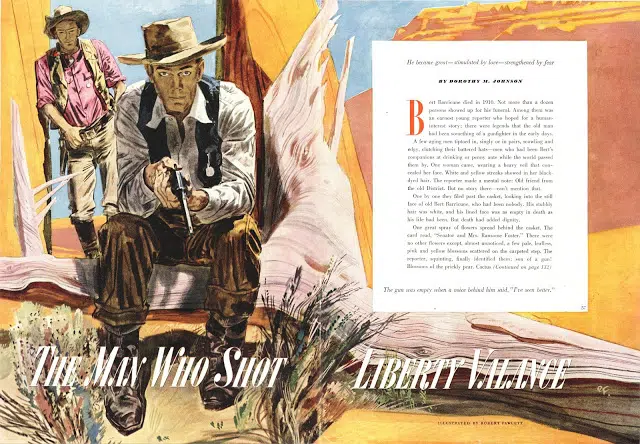 He became great—stimulated by love—strengthened by fear
BY DOROTHY M. JOHNSON
Bert Barricune died in 1910. Not more than a dozen
persons showed up for his funeral. Among them was
an earnest young reporter who hoped for a human-
interest story; there were legends that the old man
had been something of a gunfighter in the early days.
A few aging men tiptoed in, singly or in pairs, scowling and
edgy, clutching their battered hats—men who had been Bert's
companions at drinking or penny ante while the world passed
them by. One woman came, wearing a heavy veil that con-
cealed her face. White and yellow streaks showed in her black-
dyed hair. The reporter made a mental note: Old friend from
the old District. But no story there—can't mention that.
One by one they filed past the casket, looking into the still
face of old Bert Barricune, who had been nobody. His stubbly
hair was white, and his lined face was as empty in death as
his life had been. But death had added dignity.
One great spray of flowers spread behind the casket. The
card read, "Senator and Mrs. Ransome Foster." There were
no other flowers except, almost unnoticed, a few pale, leafless,
pink and yellow blossoms scattered on the carpeted step. The
reporter, squinting, finally identified them: son of a gun!
Blossoms of the prickly pear. Cactus (Continued on page 132)
The gun was empty when a voice behind him said, "I've seen better."
THE MAN WHO SHOT LIBERTY VALANCE
ILLUSTRATED BY ROBERT FAWCETT